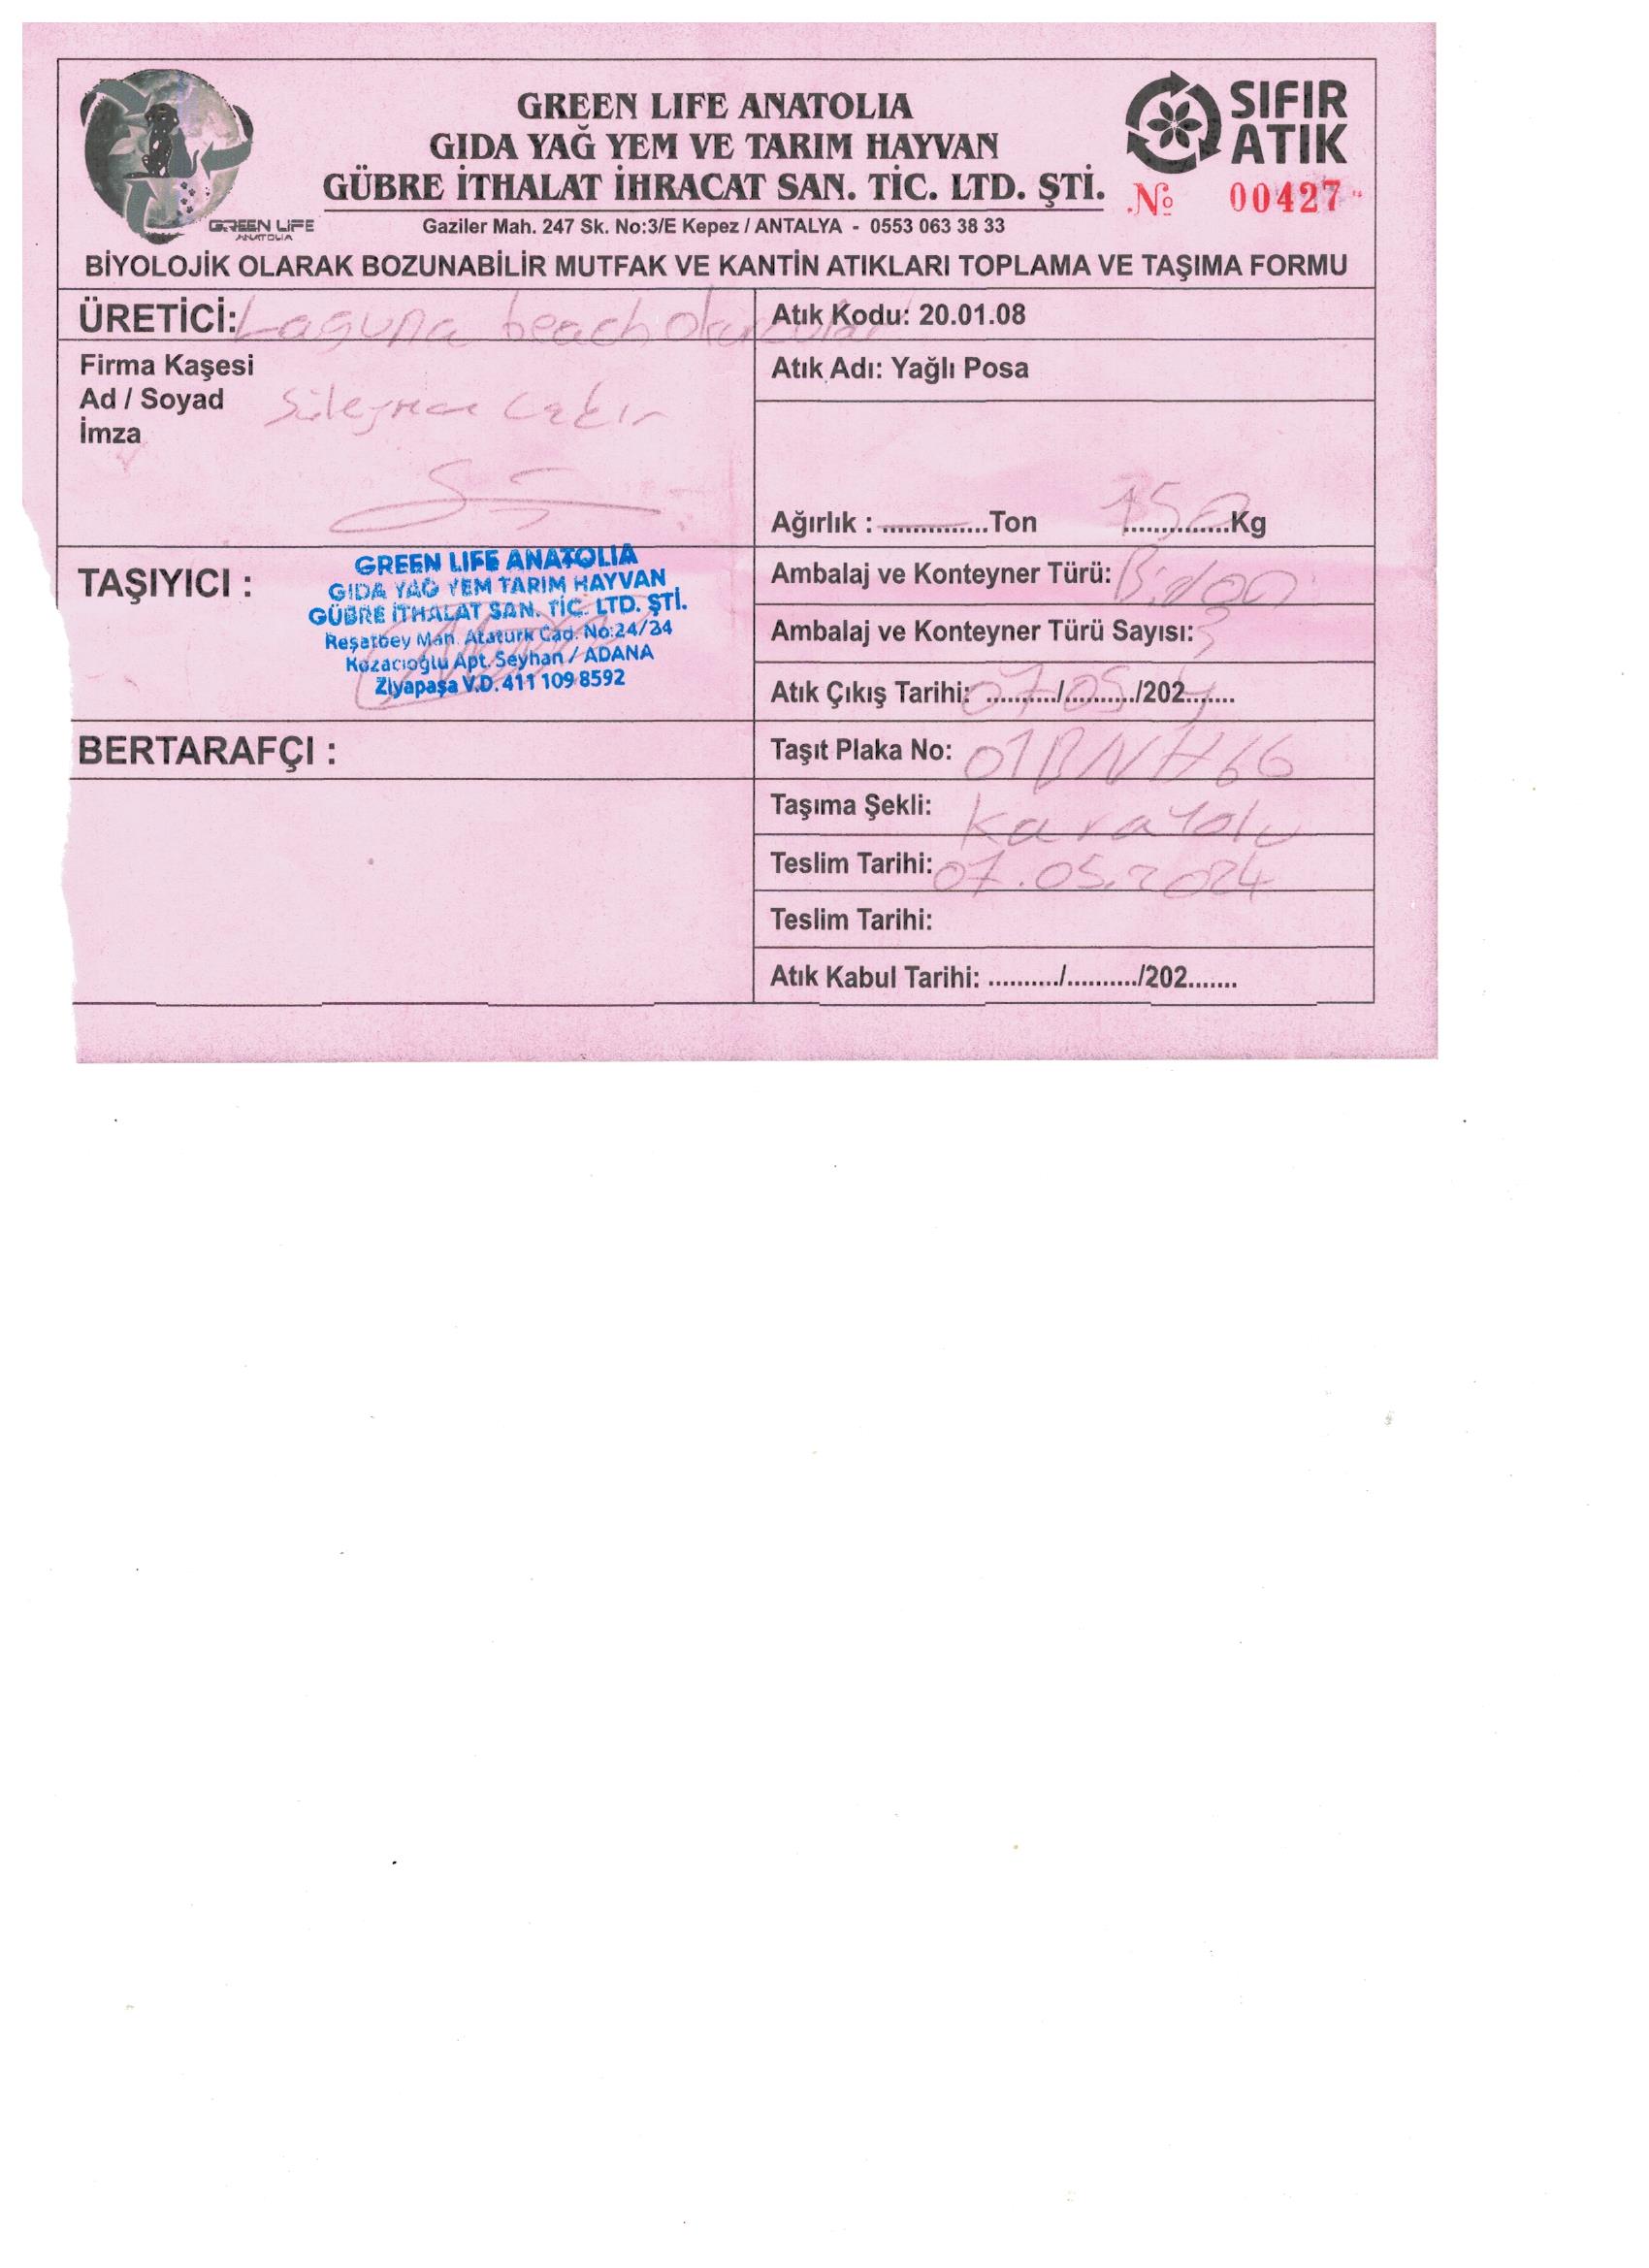 GREEN LIFE ANATOLIA
GIDA YAĞ YEM VE TARIM HAYVAN
GÜBRE İTHALAT İHRACAT SAN. TİC. LTD. ŞTİ.
Gaziler Mah. 247 Sk. No:3/E Kepez / ANTALYA - 0553 063 38 33
GREEN LIFE
ANATOLIA
SIFIR
ATIK
№ 00427
BİYOLOJİK OLARAK BOZUNABİLİR MUTFAK VE KANTİN ATIKLARI TOPLAMA VE TAŞIMA FORMU
ÜRETİCİ: Laguna beach okurcular
Firma Kaşesi
Ad / Soyad Süleyman
İmza
Atık Kodu: 20.01.08
Atık Adı: Yağlı Posa
Ağırlık : ..............Ton 150 ..............Kg
TAŞIYICI :
GREEN LIFE ANATOLIA
GIDA YAĞ YEM TARIM HAYVAN
GÜBRE İTHALAT SAN. TİC. LTD. ŞTİ.
Reşatbey Mah. Atatürk Cad. No:24/34
Kozacıoğlu Apt. Seyhan / ADANA
Ziyapaşa V.D. 411 109 8592
Ambalaj ve Konteyner Türü: Bidon
Ambalaj ve Konteyner Türü Sayısı: 3
Atık Çıkış Tarihi: 07/05/2024
BERTARAFÇI :
Taşıt Plaka No: 01BNH66
Taşıma Şekli: Karayolu
Teslim Tarihi: 07.05.2024
Teslim Tarihi:
Atık Kabul Tarihi: ........../........../202.......